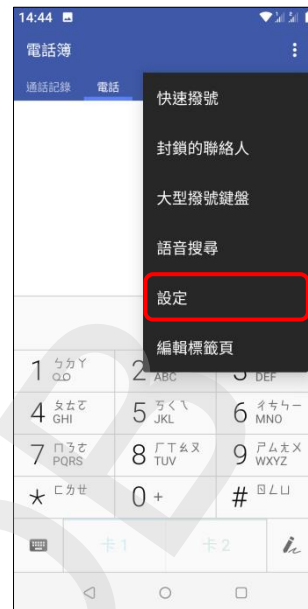 14:44
電話簿
通話記錄 電話
快速撥號
封鎖的聯絡人
大型撥號鍵盤
語音搜尋
設定
編輯標籤頁
1 ㄅㄉㄚ
2 ABC
3 DEF
4 ㄆㄊㄍ GHI
5 ㄎㄑㄟ JKL
6 ㄔㄘㄣㄧ MNO
7 ㄇㄋㄜ PQRS
8 ㄏㄒㄠㄡ TUV
9 ㄕㄙㄤㄨ WXYZ
* ㄈㄌㄝ
0 +
# ㄖㄥㄩ
卡 1 卡 2